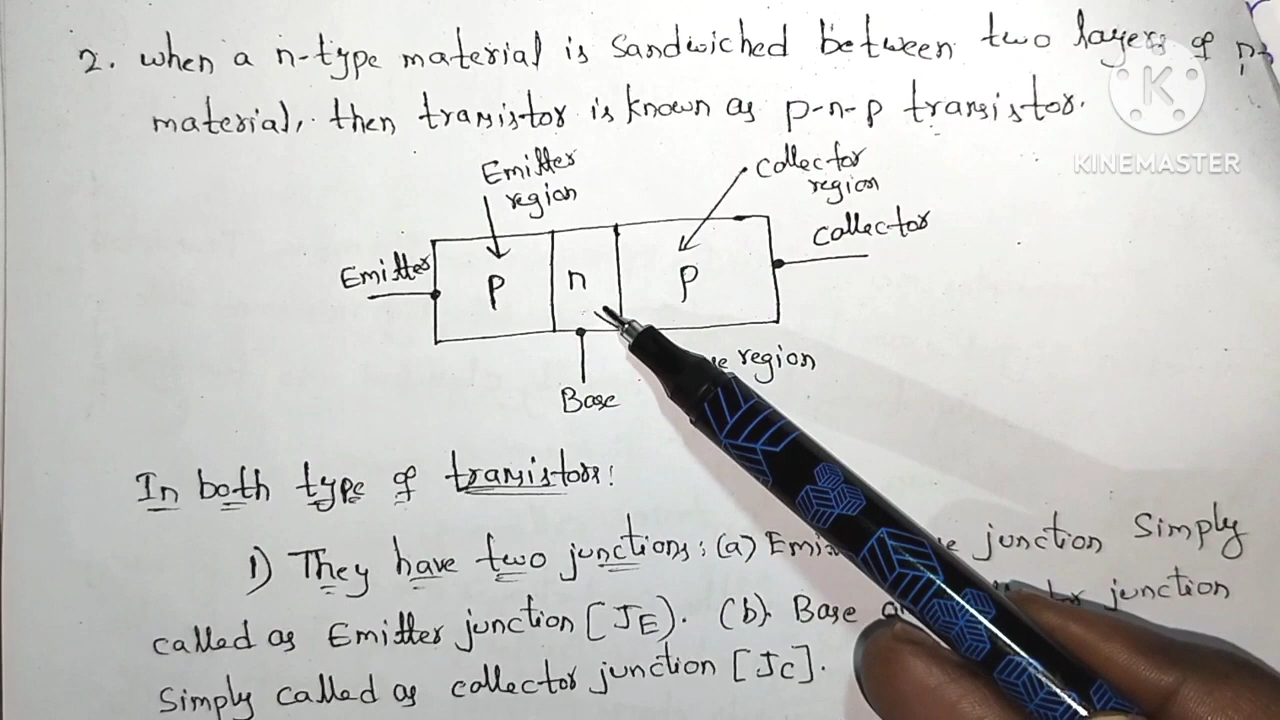 2. when a n-type material is sandwiched between two layers of
material, then transistor is known as p-n-p transistor.
KINEMASTER
Emitter region
collector region
Emitter
P
n
P
collector
region
Base
In both type of transistors:
1) They have two junctions: (a) junction Simply
called as Emitter junction [JE). (b). Base junction
Simply called as collector junction [JC].